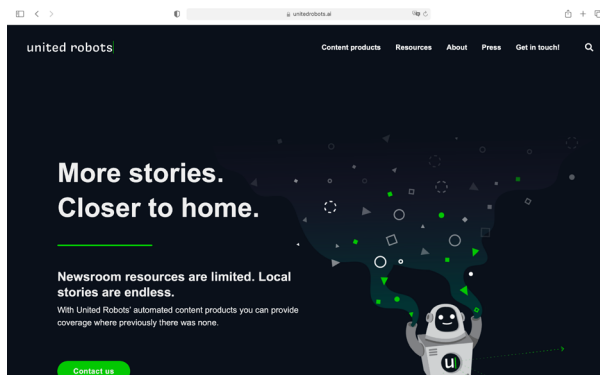 unitedrobots.ai
united robots
Content products Resources About Press Get in touch!
More stories.
Closer to home.
Newsroom resources are limited. Local
stories are endless.
With United Robots' automated content products you can provide
coverage where previously there was none.
Contact us
u